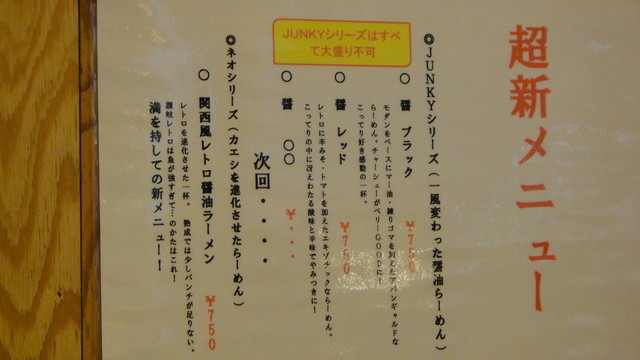 超新メニュー
◎JUNKYシリーズ(一風変わった醤油らーめん)
JUNKYシリーズはすべ
て大盛り不可
○ 醤 ブラック ¥750
モダンをベースにマー油・練りゴマを加えたアバンギャルドな
らーめん。チャーシューがベリーGOODに!
こってり好き感動の一杯。
○ 醤 レッド ¥750
レトロに辛みそ・トマトを加えたエキゾチックならーめん。
こってりの中に冴えわたる酸味と辛味でやみつきに!
○ 醤 ○○ ¥・・・
次回・・・・
◎ネオシリーズ(カエシを進化させたらーめん)
○ 関西風レトロ醤油ラーメン ¥750
レトロを進化させた一杯。熟成では少しパンチが足りない。
讃岐レトロは魚が強すぎて…のかたはこれ!
満を持しての新メニュー!